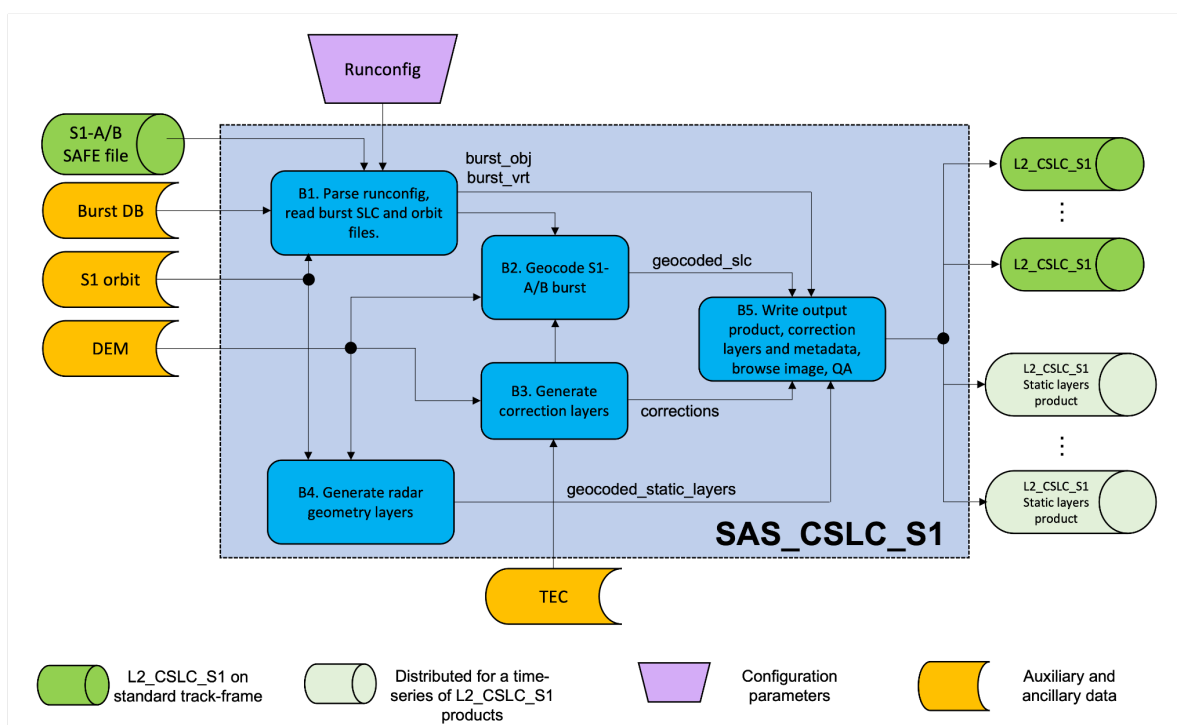 Runconfig
S1-A/B
SAFE file
Burst DB
S1 orbit
DEM
B1. Parse runconfig,
read burst SLC and orbit
files.
burst_obj
burst_vrt
B2. Geocode S1-
A/B burst
geocoded_slc
B3. Generate
correction layers
corrections
B4. Generate radar
geometry layers
geocoded_static_layers
B5. Write output
product, correction
layers and metadata,
browse image, QA
SAS_CSLC_S1
TEC
L2_CSLC_S1
L2_CSLC_S1
L2_CSLC_S1
Static layers
product
L2_CSLC_S1
Static layers
product
L2_CSLC_S1 on
standard track-frame
Distributed for a time-
series of L2_CSLC_S1
products
Configuration
parameters
Auxiliary and
ancillary data